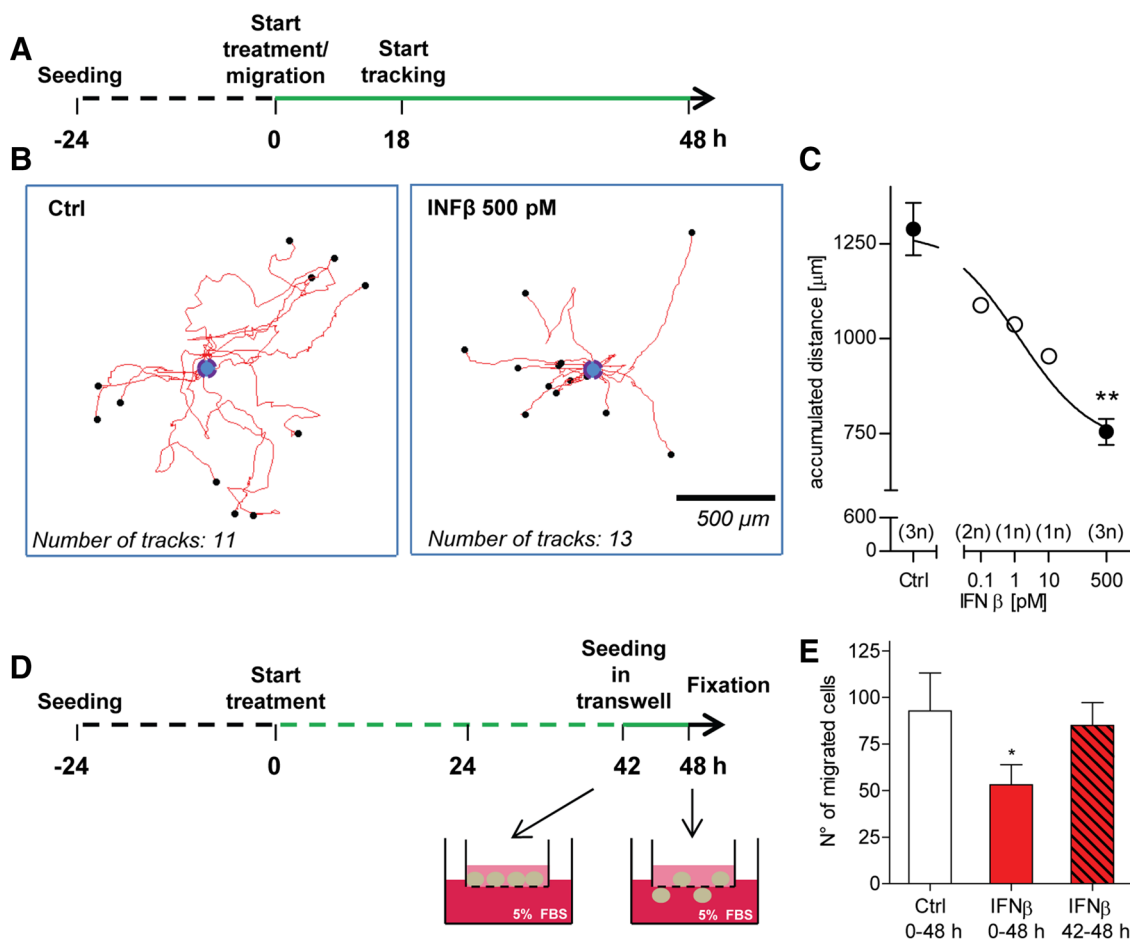 A
Start
treatment/
migration
Start
tracking
Seeding
-24
0
18
48 h
B
Ctrl
Number of tracks: 11
INFβ 500 pM
500 µm
Number of tracks: 13
C
accumulated distance [µm]
1250
1000
750
600
0
**
(3n)
(2n)
(1n)
(1n)
(3n)
Ctrl
0.1
1
10
500
IFN β [pM]
D
Seeding
Start
treatment
Seeding
in
transwell
Fixation
-24
0
24
42
48 h
5% FBS
5% FBS
E
N° of migrated cells
125
100
75
50
25
0
*
Ctrl
0-48 h
IFNβ
0-48 h
IFNβ
42-48 h